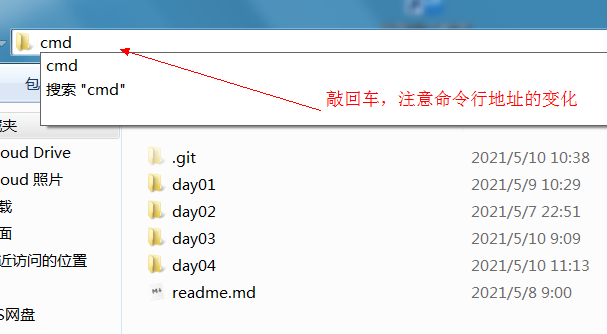 cmd
cmd
搜索 "cmd"
敲回车，注意命令行地址的变化
包
夹
oud Drive
oud 照片
载
面
近访问的位置
S网盘
.git 2021/5/10 10:38
day01 2021/5/9 10:29
day02 2021/5/7 22:51
day03 2021/5/10 9:09
day04 2021/5/10 11:13
readme.md 2021/5/8 9:00